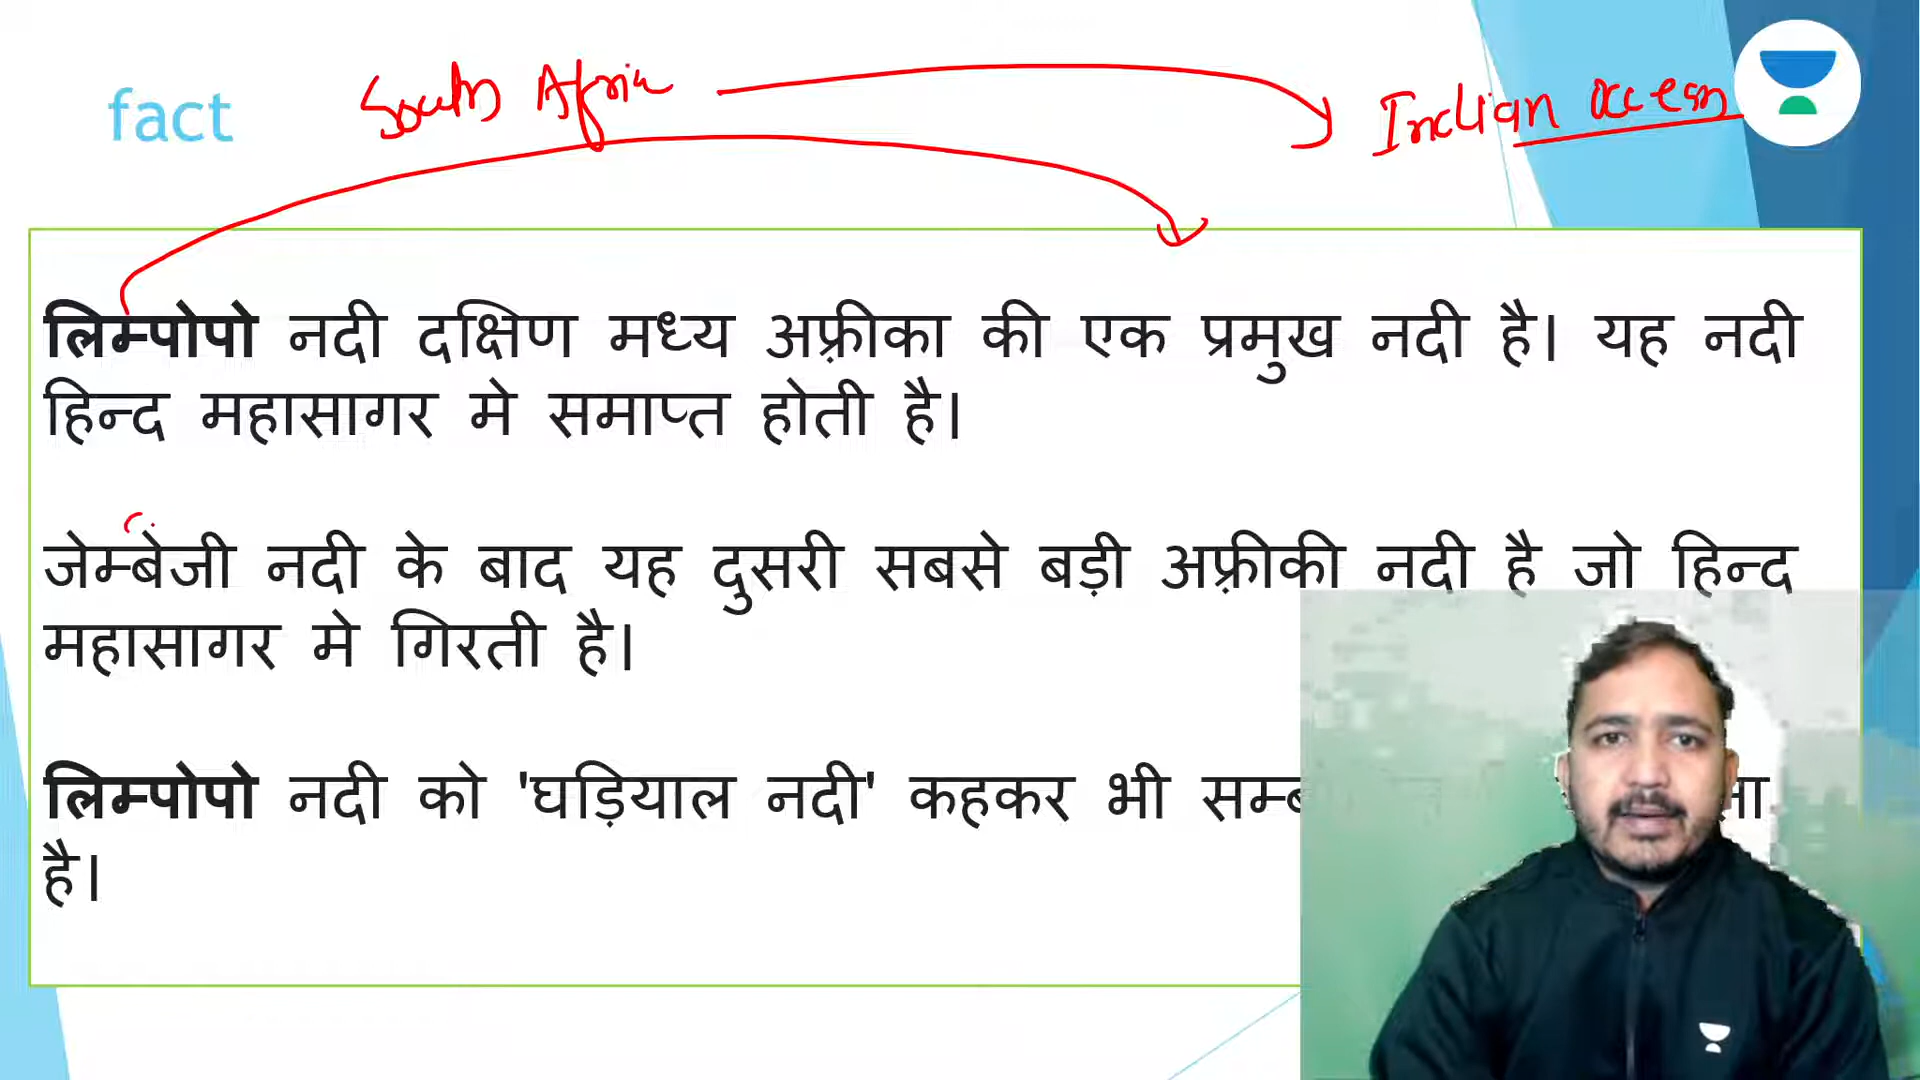 fact
South Africa
Indian Ocean
लिम्पोपो नदी दक्षिण मध्य अफ़्रीका की एक प्रमुख नदी है। यह नदी
हिन्द महासागर मे समाप्त होती है।
जेम्बेजी नदी के बाद यह दुसरी सबसे बड़ी अफ़्रीकी नदी है जो हिन्द
महासागर मे गिरती है।
लिम्पोपो नदी को 'घड़ियाल नदी' कहकर भी
है।